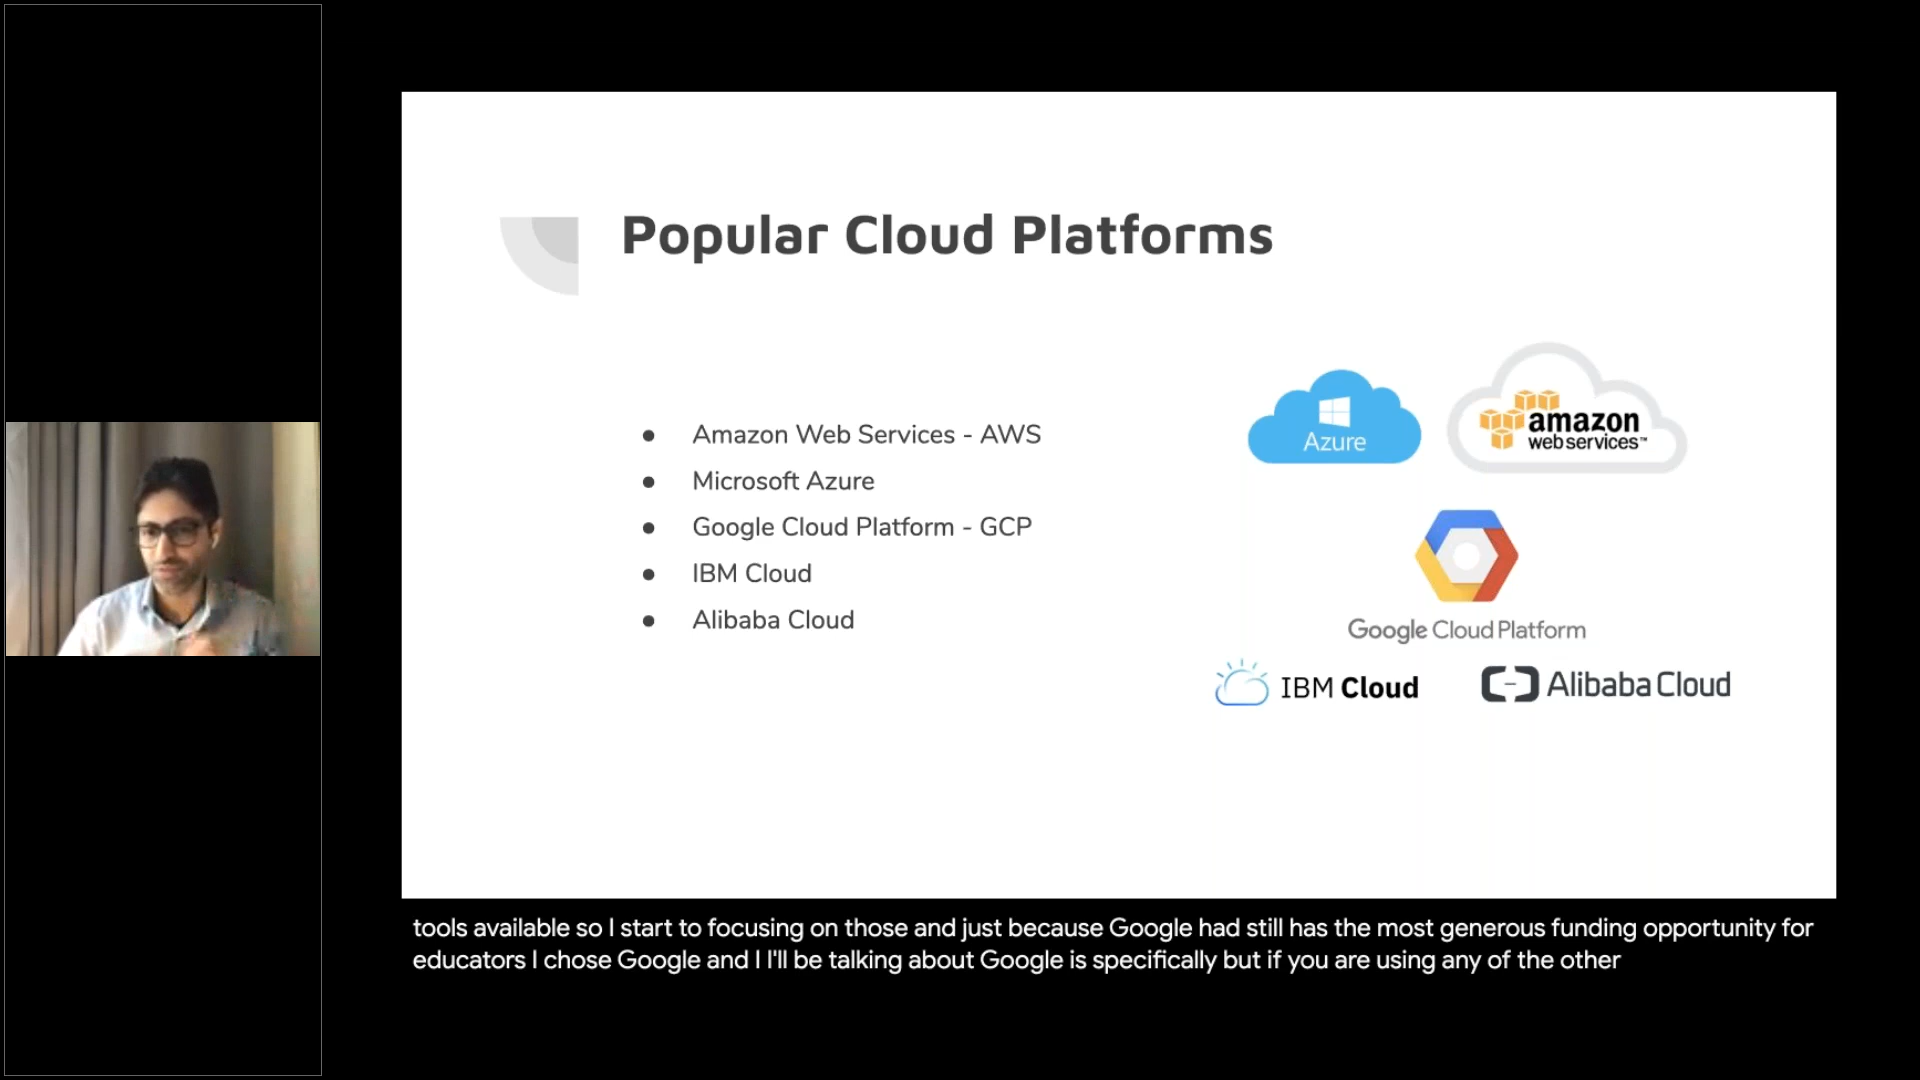 Popular Cloud Platforms
● Amazon Web Services - AWS
● Microsoft Azure
● Google Cloud Platform - GCP
● IBM Cloud
● Alibaba Cloud
Azure
amazon
web services™
Google Cloud Platform
IBM Cloud
Alibaba Cloud
tools available so I start to focusing on those and just because Google had still has the most generous funding opportunity for
educators I chose Google and I I'll be talking about Google is specifically but if you are using any of the other